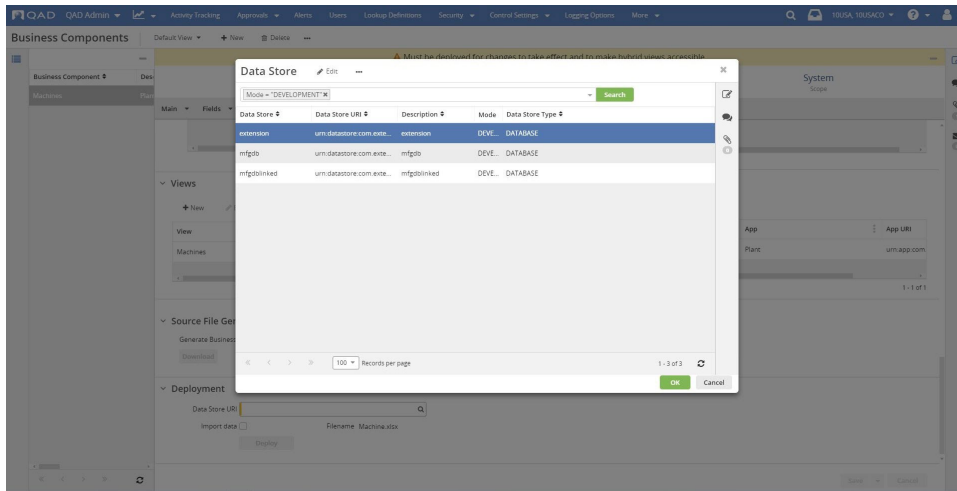 QAD QAD Admin Activity Tracking Approvals Alerts Users Lookup Definitions Security Control Settings Logging Options More 10USA, 10USACO
Business Components Default View + New Delete •••
Must be deployed for changes to take effect and to make hybrid views accessible
Business Component Des
Machines Plan
System
Scope
Main Fields
Data Store Edit •••
Mode = "DEVELOPMENT" Search
Data Store Data Store URI Description Mode Data Store Type
extension urn:datastore:com.exte... extension DEVE... DATABASE
mfgdb urn:datastore:com.exte... mfgdb DEVE... DATABASE
mfgdblinked urn:datastore:com.exte... mfgdblinked DEVE... DATABASE
100 Records per page 1 - 3 of 3
OK Cancel
Views
+ New
View App App URI
Machines Plant urn:app:com
1 - 1 of 1
Source File Ger
Generate Business
Download
Deployment
Data Store URI
Import data Filename Machine.xlsx
Deploy
Save Cancel